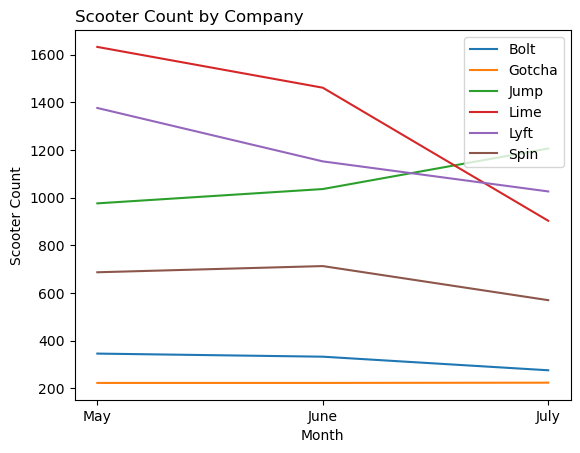 Scooter Count by Company
1600
1400
1200
1000
800
600
400
200
Scooter Count
May
June
July
Month
Bolt
Gotcha
Jump
Lime
Lyft
Spin